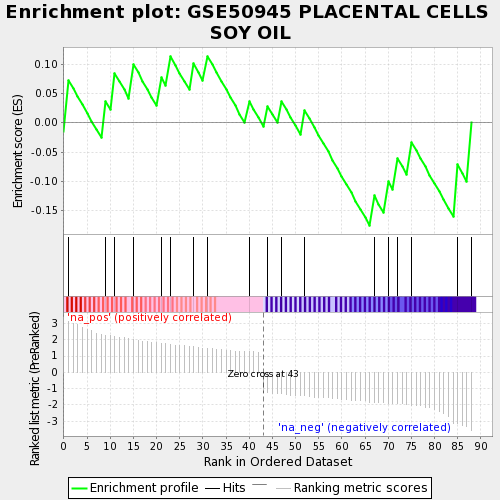 Enrichment plot: GSE50945 PLACENTAL CELLS
SOY OIL
Enrichment score (ES)
0.10
0.05
0.00
-0.05
-0.10
-0.15
'na_pos' (positively correlated)
Ranked list metric (PreRanked)
3
2
1
0
-1
-2
-3
Zero cross at 43
'na_neg' (negatively correlated)
0 5 10 15 20 25 30 35 40 45 50 55 60 65 70 75 80 85 90
Rank in Ordered Dataset
Enrichment profile Hits Ranking metric scores